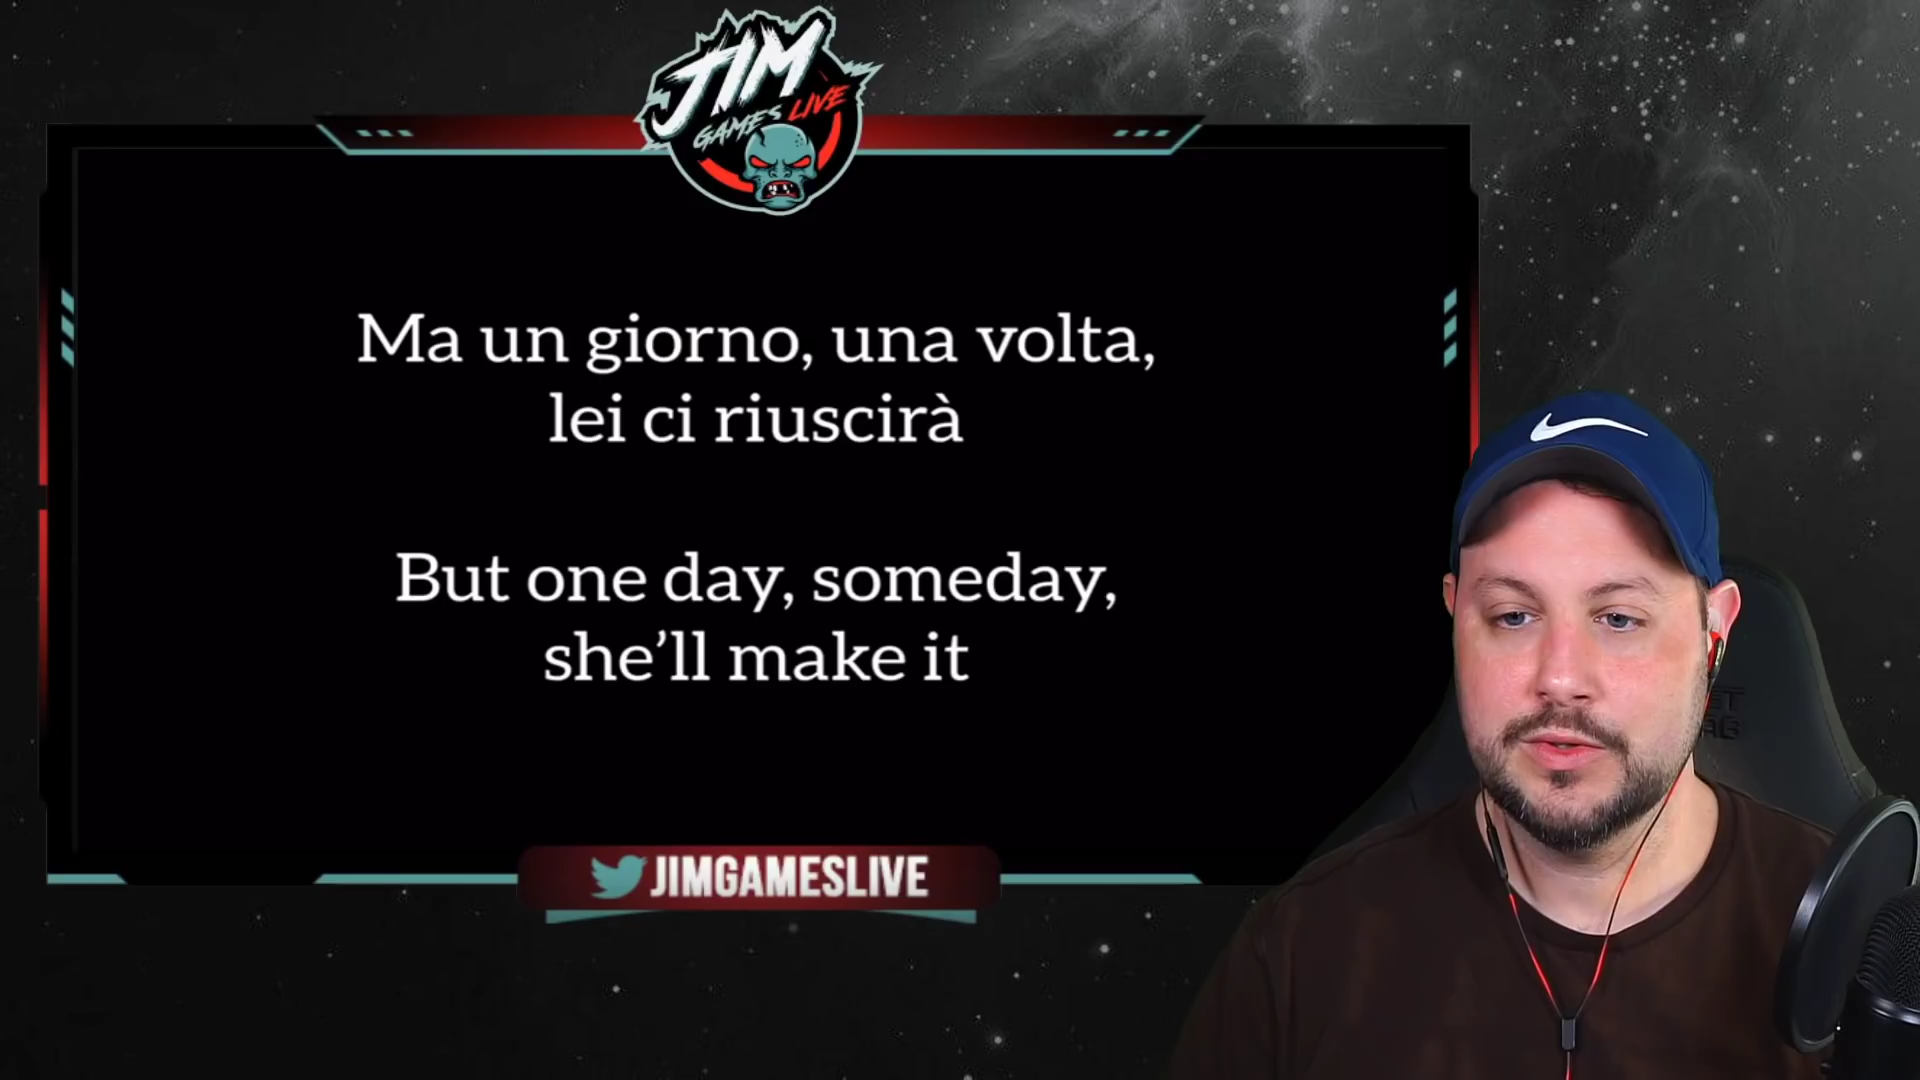 JIM
GAMES LIVE
Ma un giorno, una volta,
lei ci riuscirà
But one day, someday,
she’ll make it
JIMGAMESLIVE